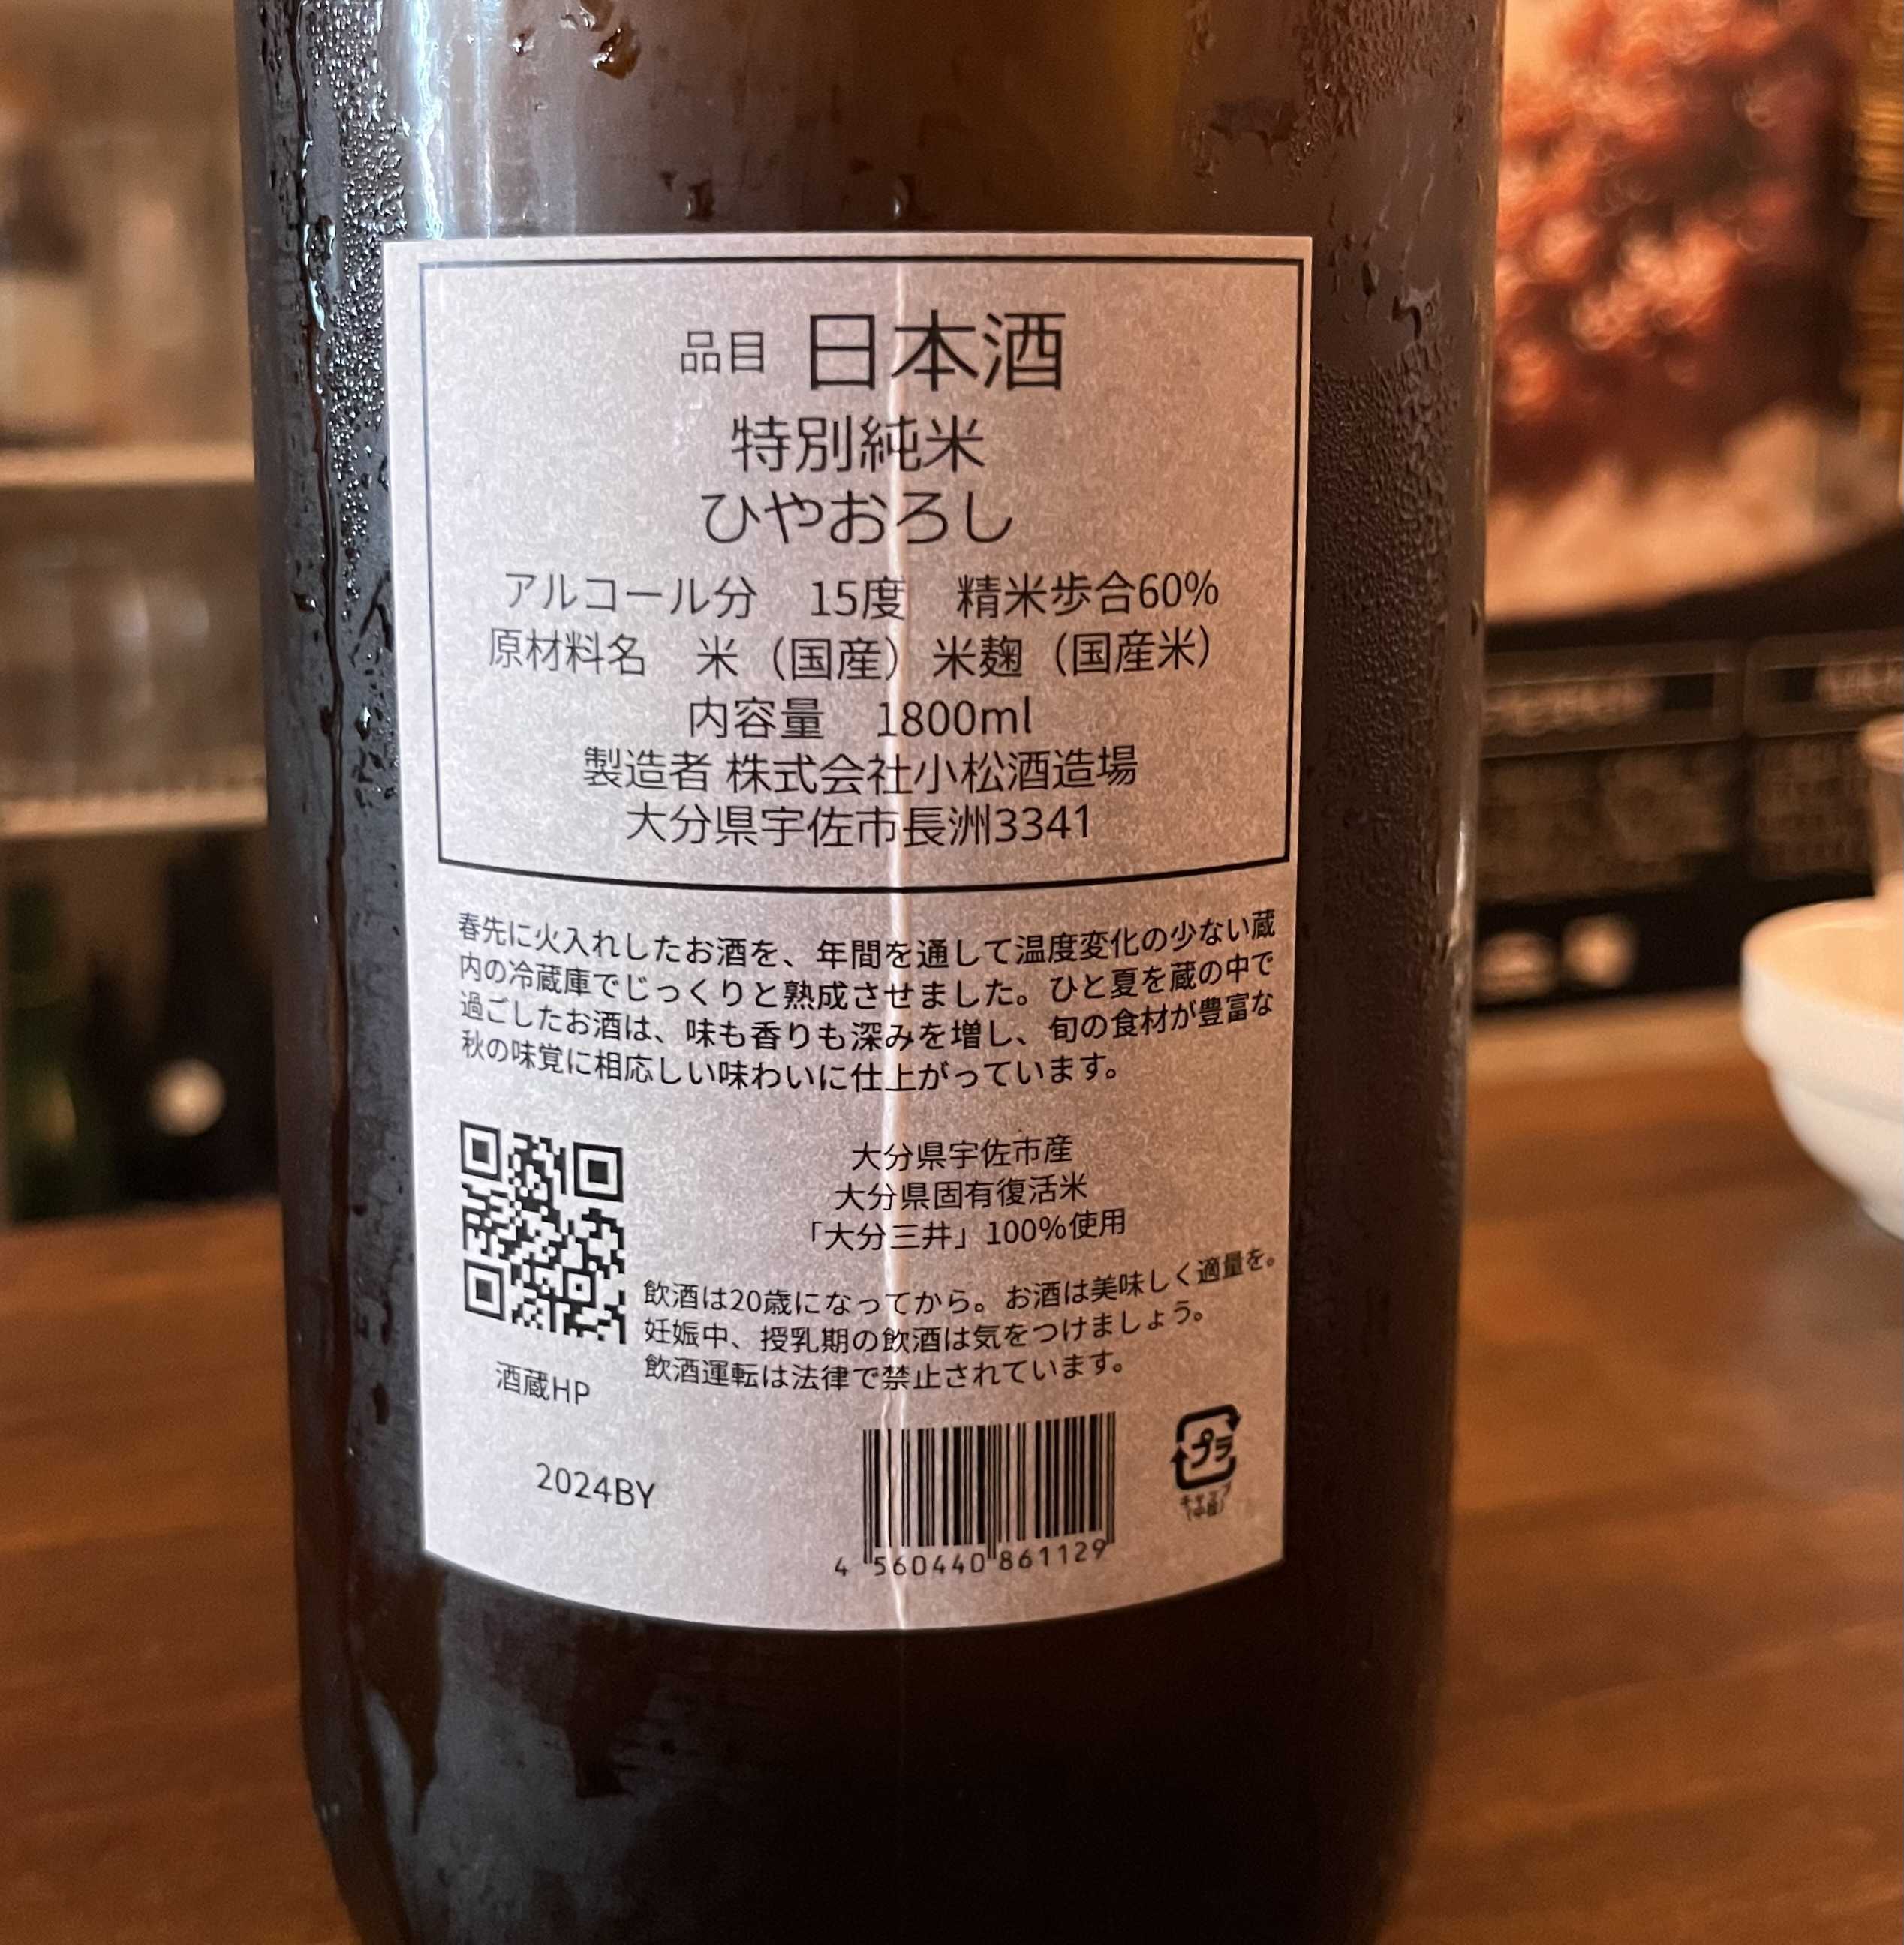 品目 日本酒
特別純米
ひやおろし
アルコール分　15度　精米歩合60%
原材料名　米（国産）米麹（国産米）
内容量　1800ml
製造者 株式会社小松酒造場
大分県宇佐市長洲3341
春先に火入れしたお酒を、年間を通して温度変化の少ない蔵
内の冷蔵庫でじっくりと熟成させました。ひと夏を蔵の中で
過ごしたお酒は、味も香りも深みを増し、旬の食材が豊富な
秋の味覚に相応しい味わいに仕上がっています。
大分県宇佐市産
大分県固有復活米
「大分三井」100%使用
飲酒は20歳になってから。お酒は美味しく適量を。
妊娠中、授乳期の飲酒は気をつけましょう。
飲酒運転は法律で禁止されています。
酒蔵HP
2024BY
4 560440 861129
プラ
キャップ
(中栓)